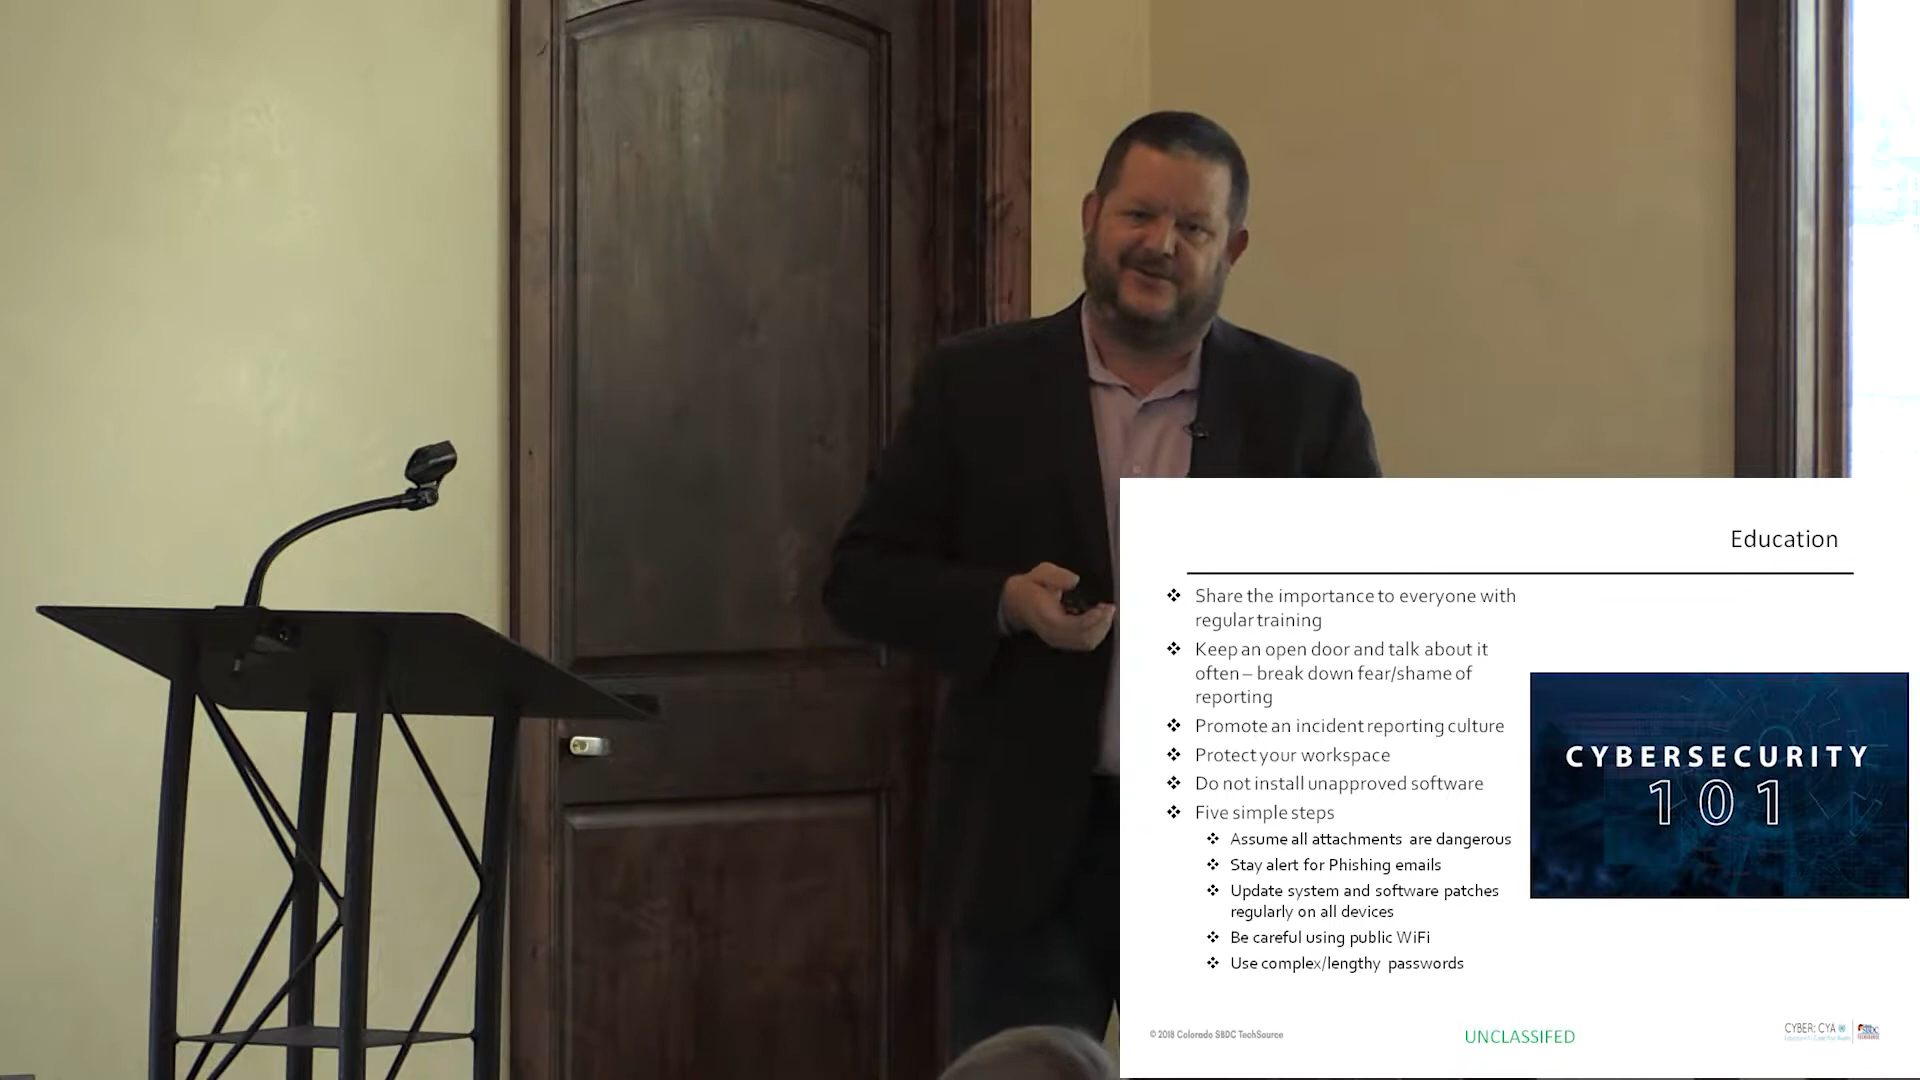 Education
❖ Share the importance to everyone with
regular training
❖ Keep an open door and talk about it
often – break down fear/shame of
reporting
❖ Promote an incident reporting culture
❖ Protect your workspace
❖ Do not install unapproved software
❖ Five simple steps
❖ Assume all attachments are dangerous
❖ Stay alert for Phishing emails
❖ Update system and software patches
regularly on all devices
❖ Be careful using public WiFi
❖ Use complex/lengthy passwords
CYBERSECURITY
101
© 2018 Colorado SBDC TechSource
UNCLASSIFED
CYBER: CYA
SBDC